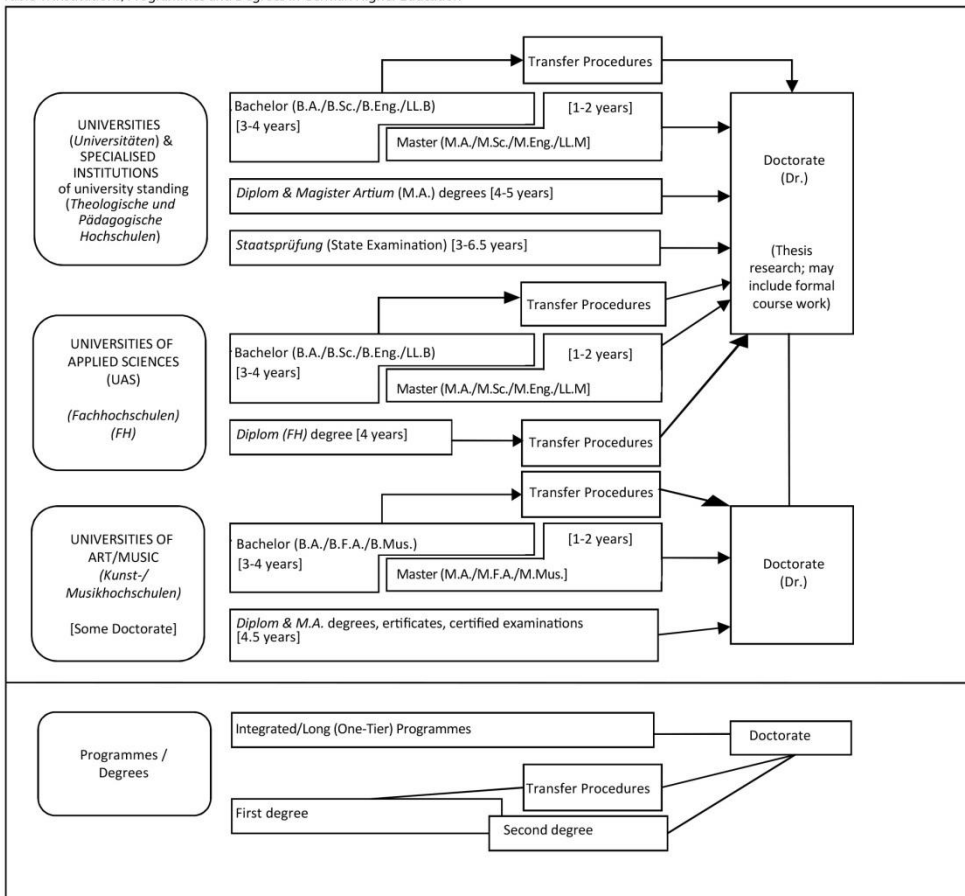 Transfer Procedures
UNIVERSITIES
(Universitäten) &
SPECIALISED
INSTITUTIONS
of university standing
(Theologische und
Pädagogische
Hochschulen)
Bachelor (B.A./B.Sc./B.Eng./LL.B)
[3-4 years]
[1-2 years]
Master (M.A./M.Sc./M.Eng./LL.M]
Diplom & Magister Artium (M.A.) degrees [4-5 years]
Staatsprüfung (State Examination) [3-6.5 years]
Doctorate
(Dr.)
(Thesis
research; may
include formal
course work)
Transfer Procedures
UNIVERSITIES OF
APPLIED SCIENCES
(UAS)
(Fachhochschulen)
(FH)
Bachelor (B.A./B.Sc./B.Eng./LL.B)
[3-4 years]
[1-2 years]
Master (M.A./M.Sc./M.Eng./LL.M]
Diplom (FH) degree [4 years]
Transfer Procedures
Transfer Procedures
UNIVERSITIES OF
ART/MUSIC
(Kunst-/
Musikhochschulen)
[Some Doctorate]
Bachelor (B.A./B.F.A./B.Mus.)
[3-4 years]
[1-2 years]
Master (M.A./M.F.A./M.Mus.]
Diplom & M.A. degrees, ertificates, certified examinations
[4.5 years]
Doctorate
(Dr.)
Programmes /
Degrees
Integrated/Long (One-Tier) Programmes
Doctorate
Transfer Procedures
First degree
Second degree